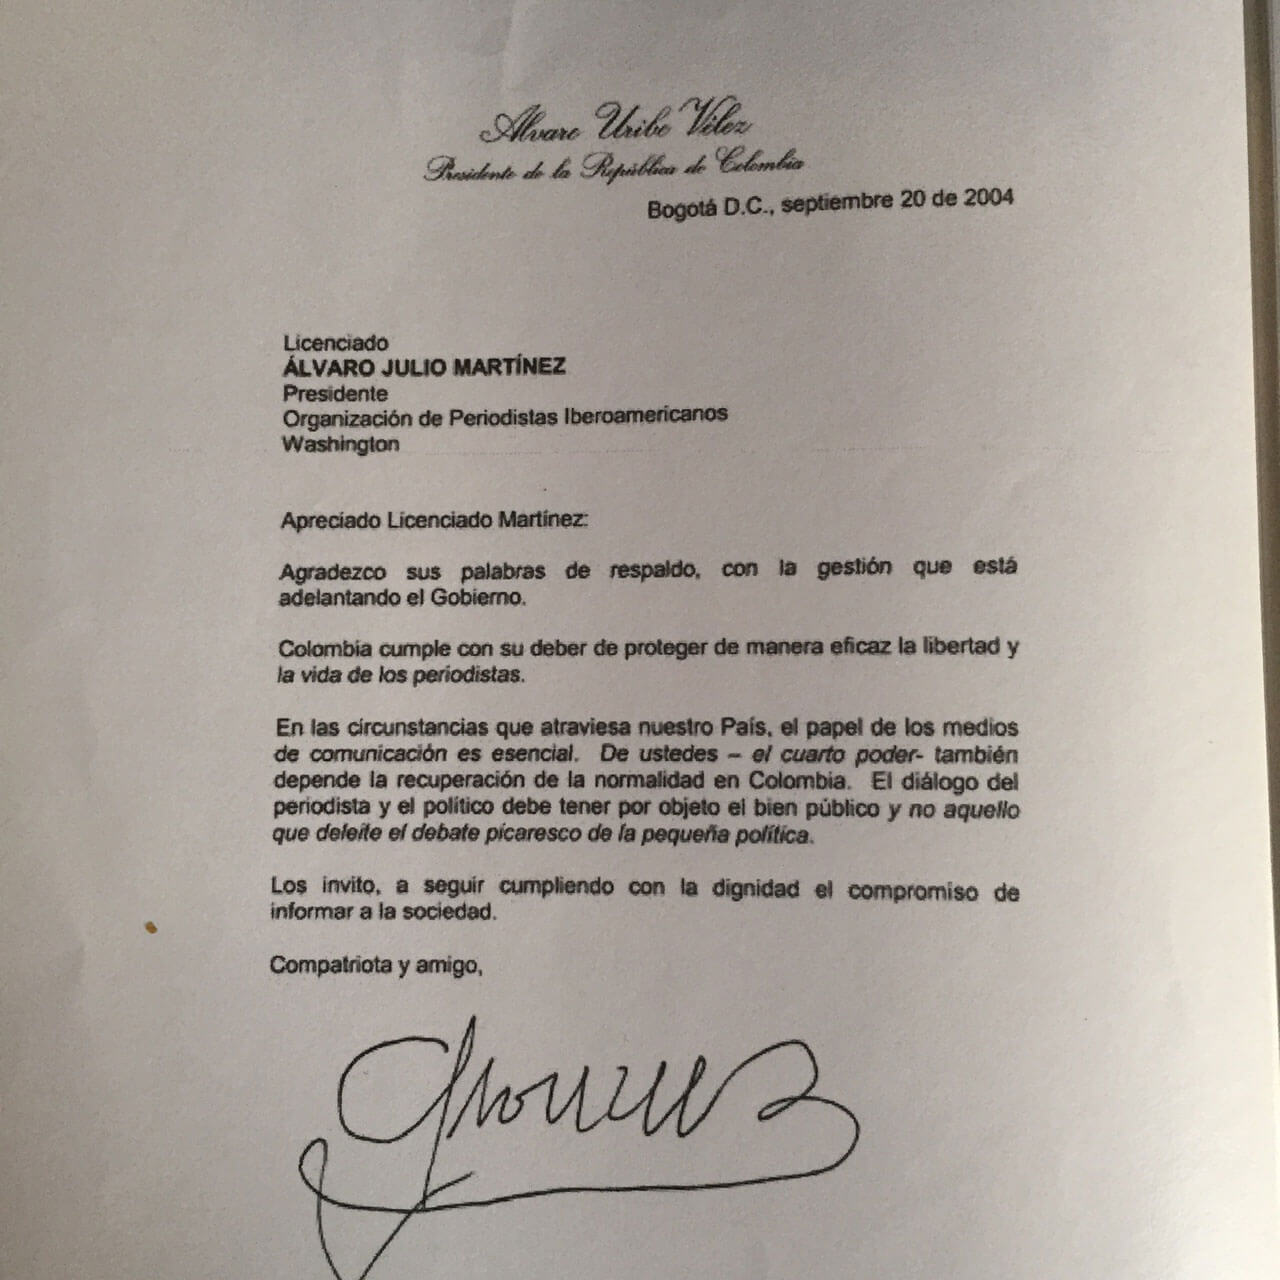 Alvaro Uribe Vélez
Presidente de la República de Colombia
Bogotá D.C., septiembre 20 de 2004
Licenciado
ÁLVARO JULIO MARTÍNEZ
Presidente
Organización de Periodistas Iberoamericanos
Washington
Apreciado Licenciado Martínez:
Agradezco sus palabras de respaldo, con la gestión que está
adelantando el Gobierno.
Colombia cumple con su deber de proteger de manera eficaz la libertad y
la vida de los periodistas.
En las circunstancias que atraviesa nuestro País, el papel de los medios
de comunicación es esencial. De ustedes – el cuarto poder- también
depende la recuperación de la normalidad en Colombia. El diálogo del
periodista y el político debe tener por objeto el bien público y no aquello
que deleite el debate picaresco de la pequeña política.
Los invito, a seguir cumpliendo con la dignidad el compromiso de
informar a la sociedad.
Compatriota y amigo,